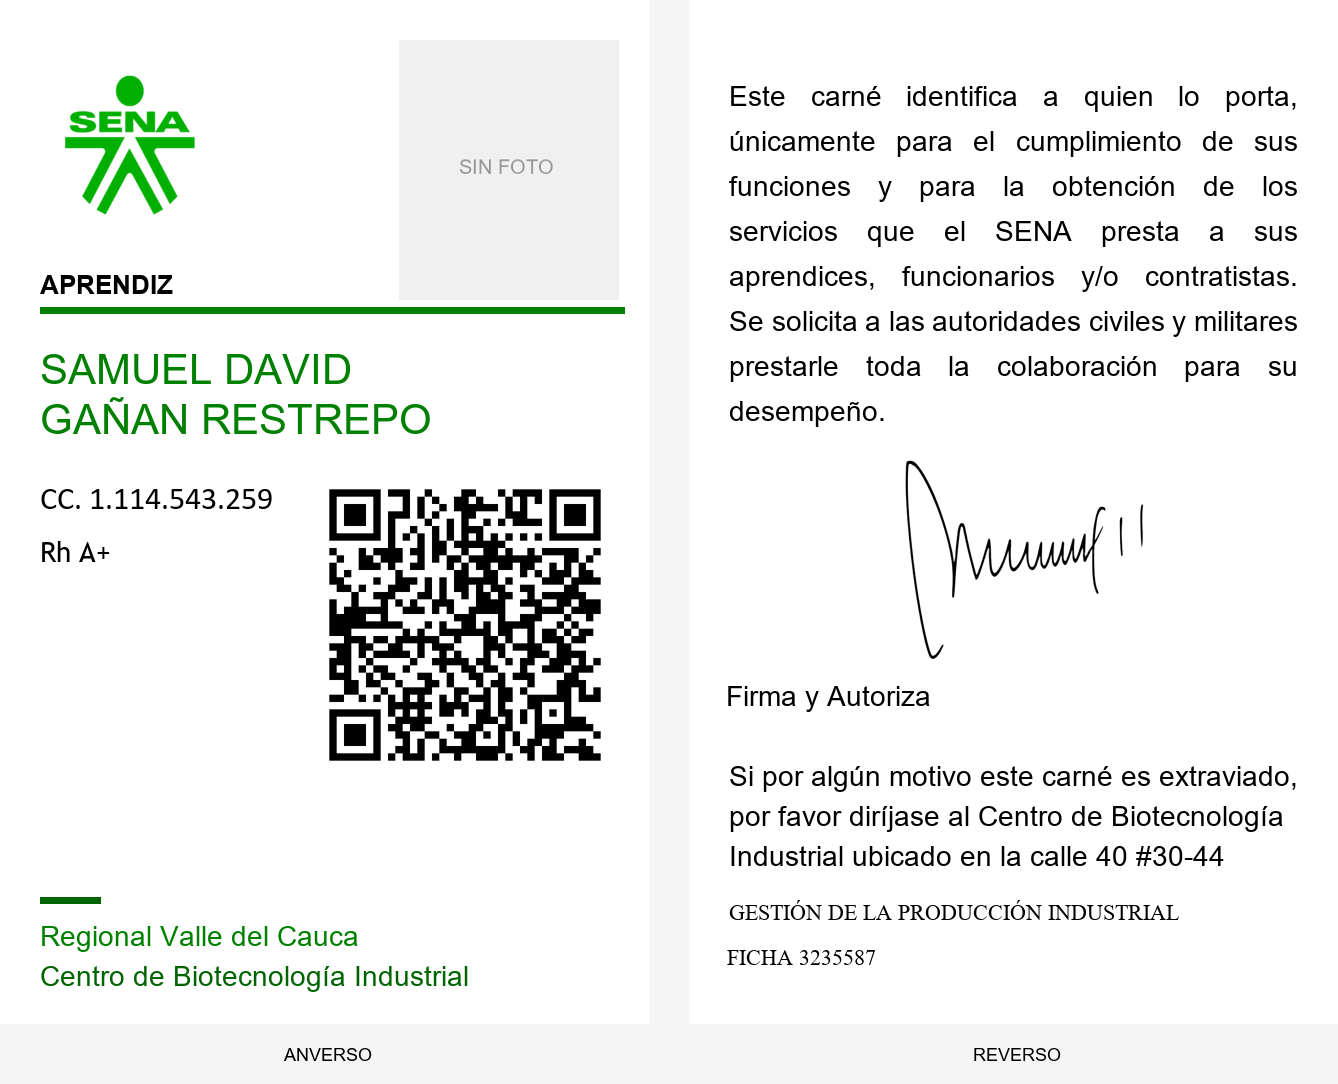 SENA
SIN FOTO
APRENDIZ
SAMUEL DAVID
GAÑAN RESTREPO
CC. 1.114.543.259
Rh A+
Regional Valle del Cauca
Centro de Biotecnología Industrial
ANVERSO
Este carné identifica a quien lo porta,
únicamente para el cumplimiento de sus
funciones y para la obtención de los
servicios que el SENA presta a sus
aprendices, funcionarios y/o contratistas.
Se solicita a las autoridades civiles y militares
prestarle toda la colaboración para su
desempeño.
Firma y Autoriza
Si por algún motivo este carné es extraviado,
por favor diríjase al Centro de Biotecnología
Industrial ubicado en la calle 40 #30-44
GESTIÓN DE LA PRODUCCIÓN INDUSTRIAL
FICHA 3235587
REVERSO